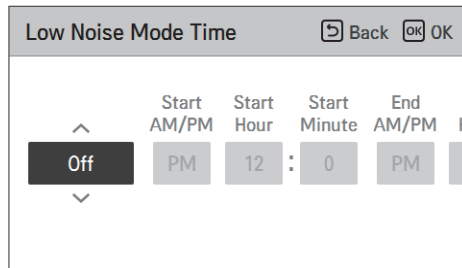 Low Noise Mode Time Back OK OK
Start Start Start End
AM/PM Hour Minute AM/PM
Off PM 12 : 0 PM